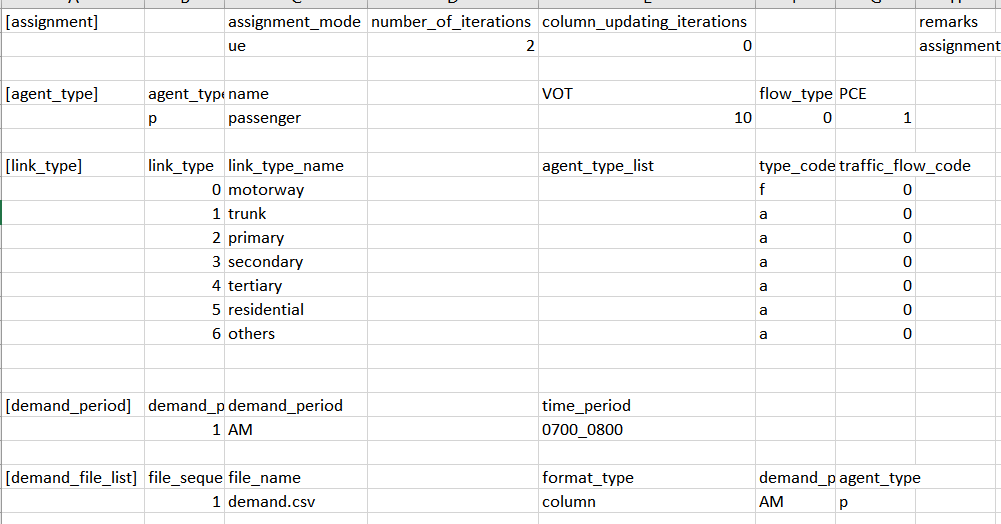 [assignment] assignment_mode number_of_iterations column_updating_iterations remarks
ue 2 0 assignment
[agent_type] agent_type name VOT flow_type PCE
p passenger 10 0 1
[link_type] link_type link_type_name agent_type_list type_code traffic_flow_code
0 motorway f 0
1 trunk a 0
2 primary a 0
3 secondary a 0
4 tertiary a 0
5 residential a 0
6 others a 0
[demand_period] demand_p demand_period time_period
1 AM 0700_0800
[demand_file_list] file_seque file_name format_type demand_p agent_type
1 demand.csv column AM p